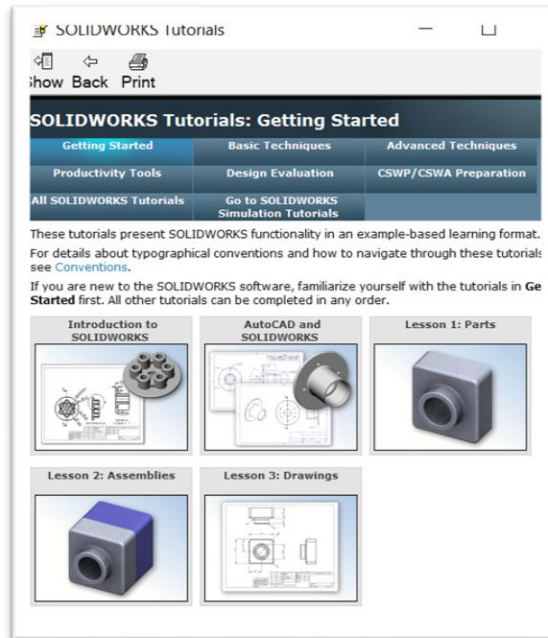 SOLIDWORKS Tutorials
Show Back Print
SOLIDWORKS Tutorials: Getting Started
Getting Started Basic Techniques Advanced Techniques
Productivity Tools Design Evaluation CSWP/CSWA Preparation
All SOLIDWORKS Tutorials Go to SOLIDWORKS
Simulation Tutorials
These tutorials present SOLIDWORKS functionality in an example-based learning format.
For details about typographical conventions and how to navigate through these tutorials
see Conventions.
If you are new to the SOLIDWORKS software, familiarize yourself with the tutorials in Ge
Started first. All other tutorials can be completed in any order.
Introduction to
SOLIDWORKS
AutoCAD and
SOLIDWORKS
Lesson 1: Parts
Lesson 2: Assemblies
Lesson 3: Drawings